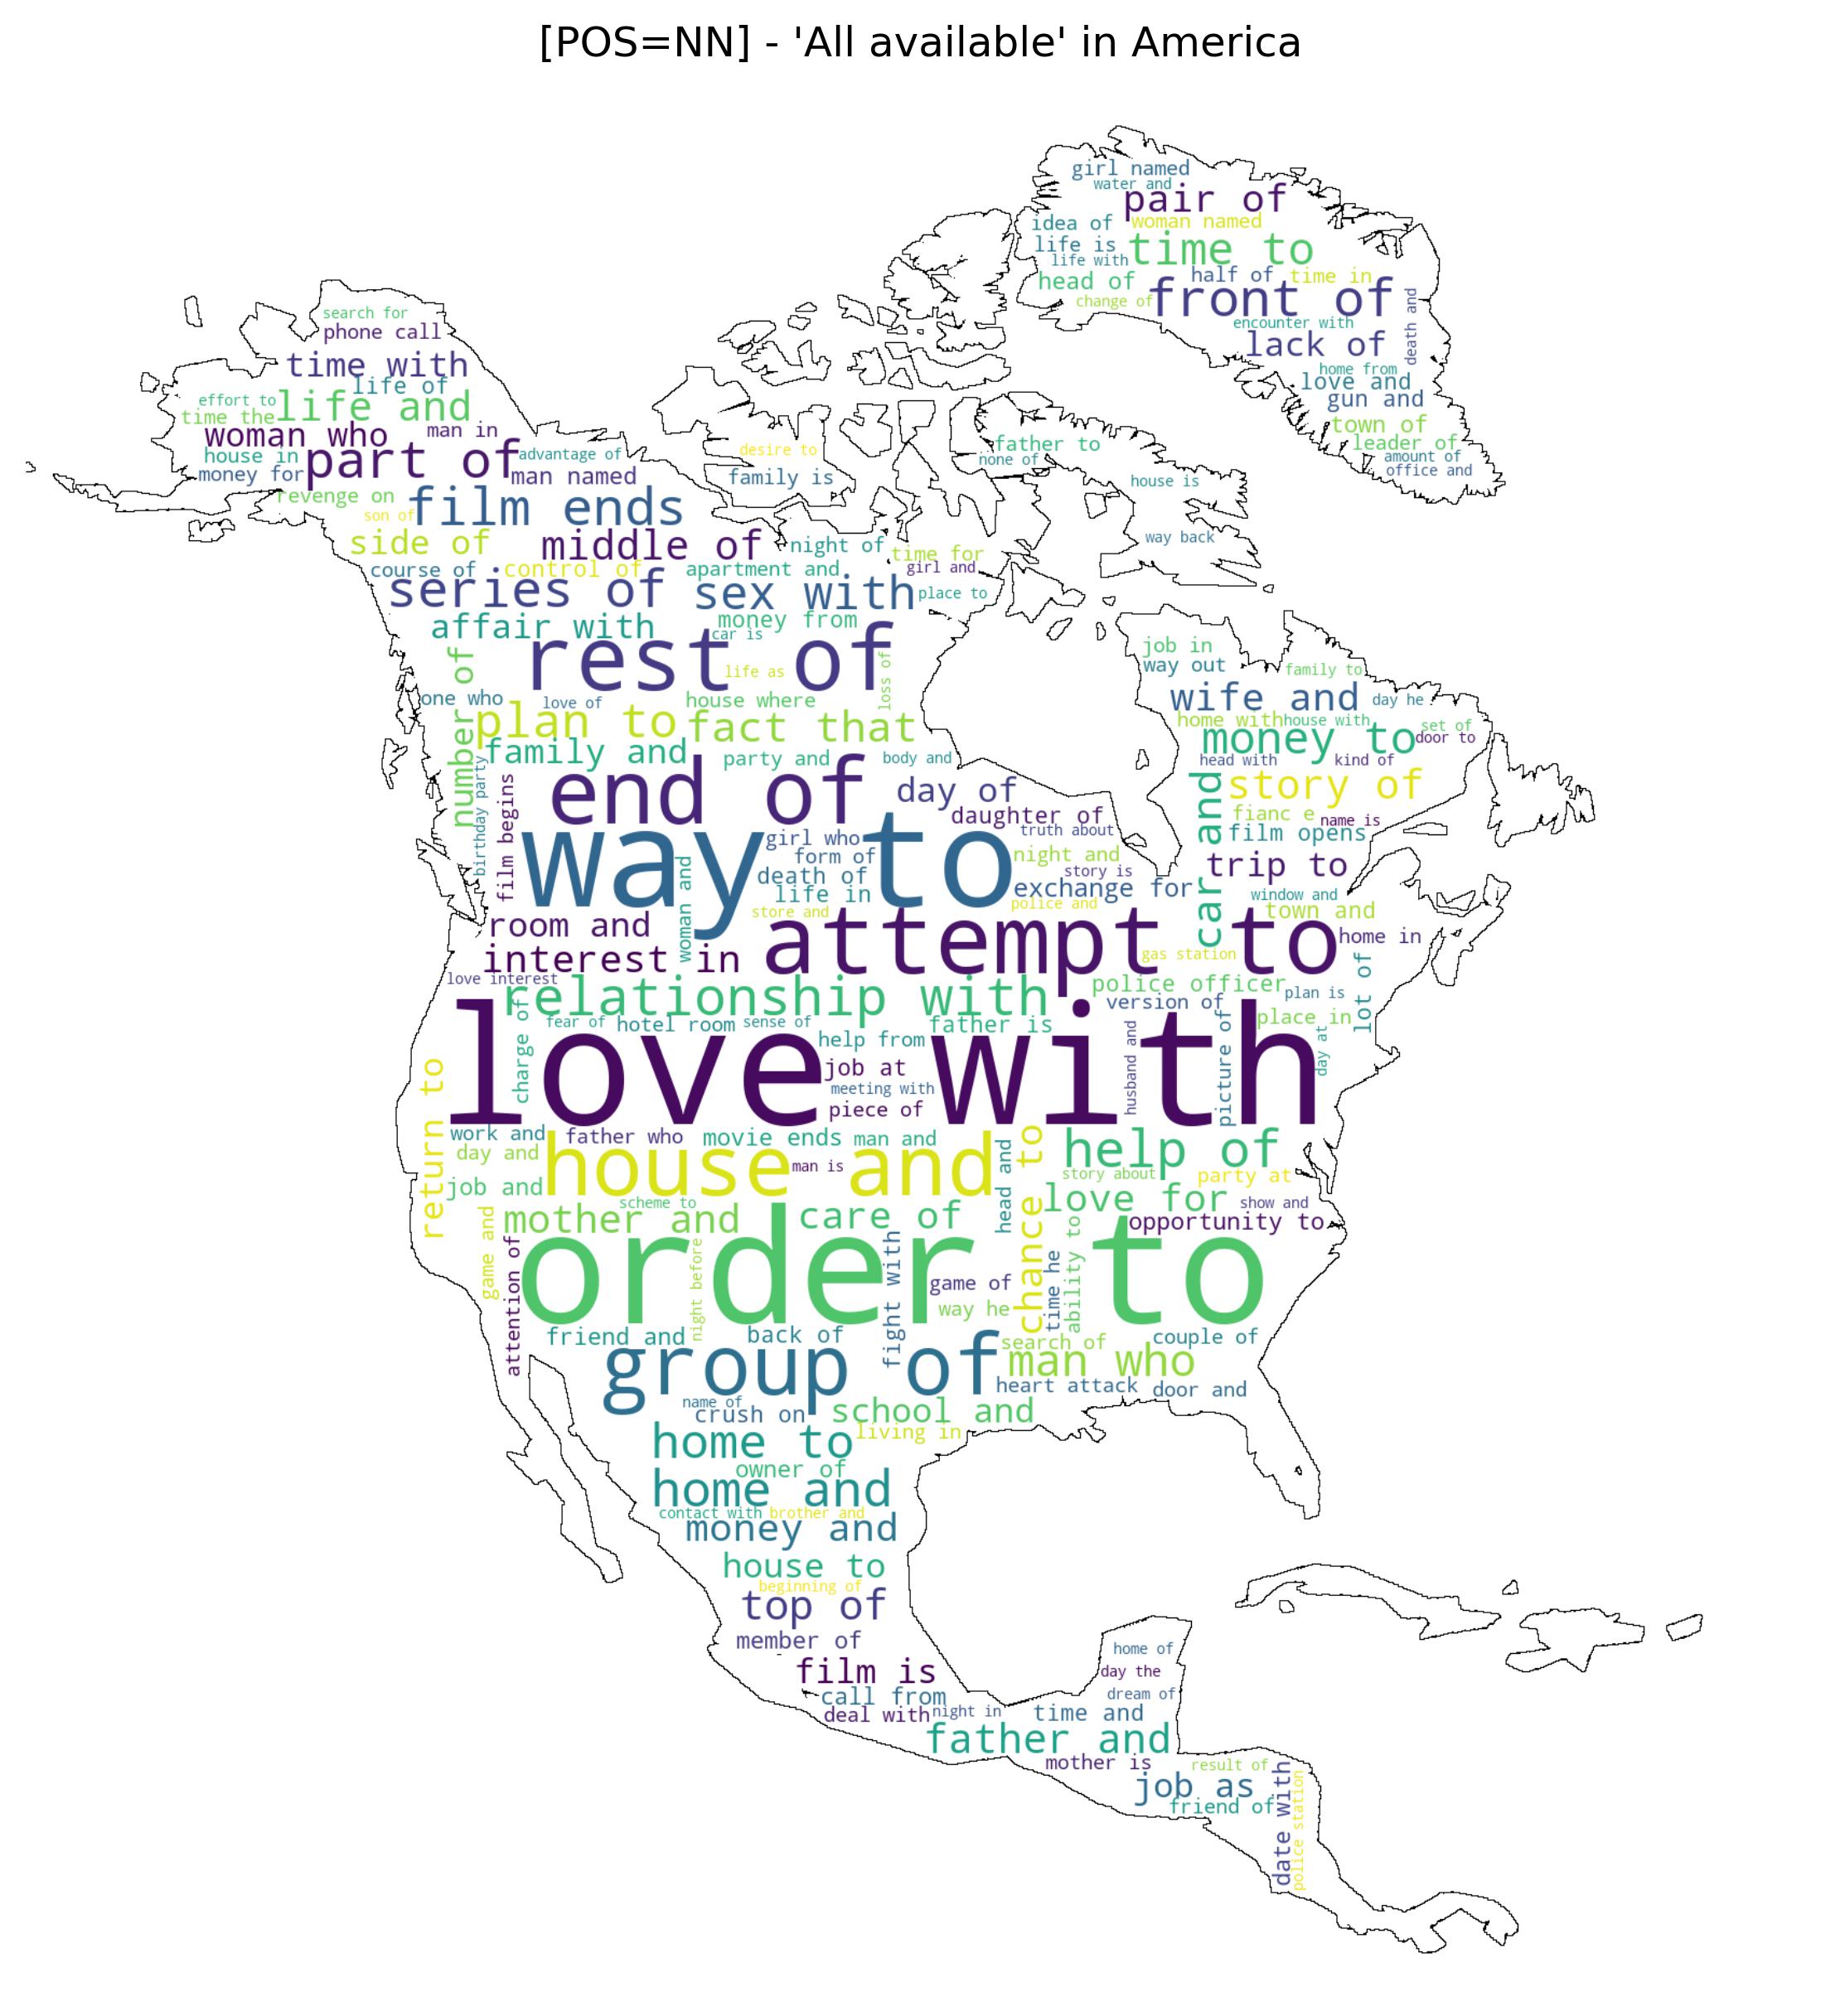 [POS=NN] - 'All available' in America
girl named
water and
pair of
idea of
woman named
life is
time to
life with
head of
half of
time in
change of
front of
death and
encounter with
lack of
home from
love and
gun and
town of
leader of
amount of
office and
search for
phone call
time with
life of
effort to
life and
time the
woman who
man in
house in
part of
advantage of
money for
man named
revenge on
film ends
son of
desire to
family is
father to
none of
house is
way back
side of
middle of
night of
time for
course of
control of
apartment and
girl and
series of
sex with
place to
affair with
money from
car is
rest of
life as
loss of
number of
one who
love of
house where
plan to
fact that
family and
party and
body and
birthday party
film begins
end of
day of
daughter of
truth about
way to
girl who
form of
night and
death of
story is
life in
exchange for
woman and
store and
police and
job in
way out
family to
wife and
day he
home with
house with
set of
money to
door to
head with
kind of
car and
story of
fianc e
name is
film opens
trip to
window and
town and
room and
attempt to
home in
interest in
gas station
love interest
relationship with
police officer
plan is
version of
lot of
charge of
fear of
hotel room
sense of
father is
place in
help from
husband and
picture of
day at
love with
job at
meeting with
piece of
return to
work and
father who
movie ends
man and
day and
house and
man is
head and
chance to
help of
story about
party at
job and
scheme to
love for
show and
mother and
care of
opportunity to
game and
attention of
order to
night before
fight with
game of
way he
time he
ability to
friend and
back of
search of
couple of
group of
man who
heart attack
door and
name of
crush on
school and
home to
living in
owner of
home and
contact with
brother and
money and
house to
beginning of
top of
member of
film is
call from
deal with
night in
home of
day the
dream of
time and
father and
mother is
result of
job as
friend of
date with
police station